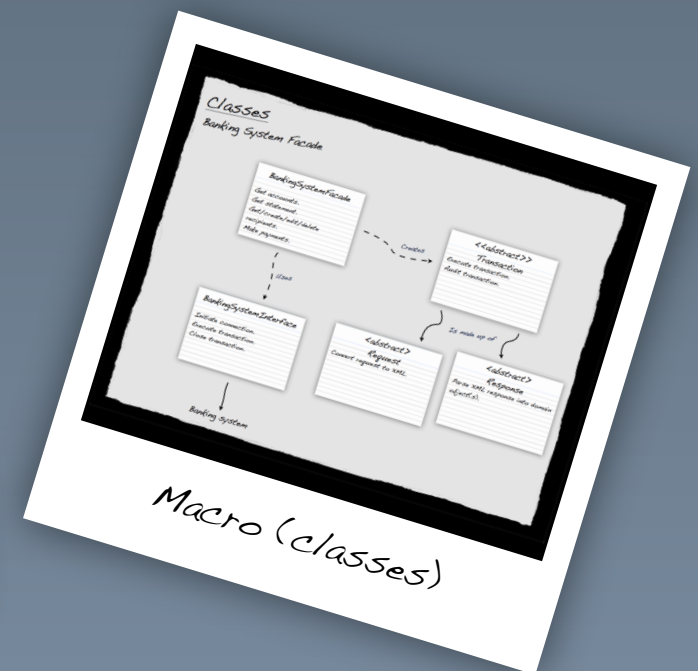 Classes
Banking System Facade
BankingSystemFacade
Get accounts.
Get statement.
Get/create/edit/delete
recipients.
Make payments.
Creates
<<abstract>>
Transaction
Execute transaction.
Audit transaction.
Uses
BankingSystemInterface
Initiate connection.
Execute transaction.
Close transaction.
Is made up of
<abstract>
Request
Convert request to XML.
<abstract>
Response
Parse XML response into domain
object(s).
Banking system
Macro (classes)